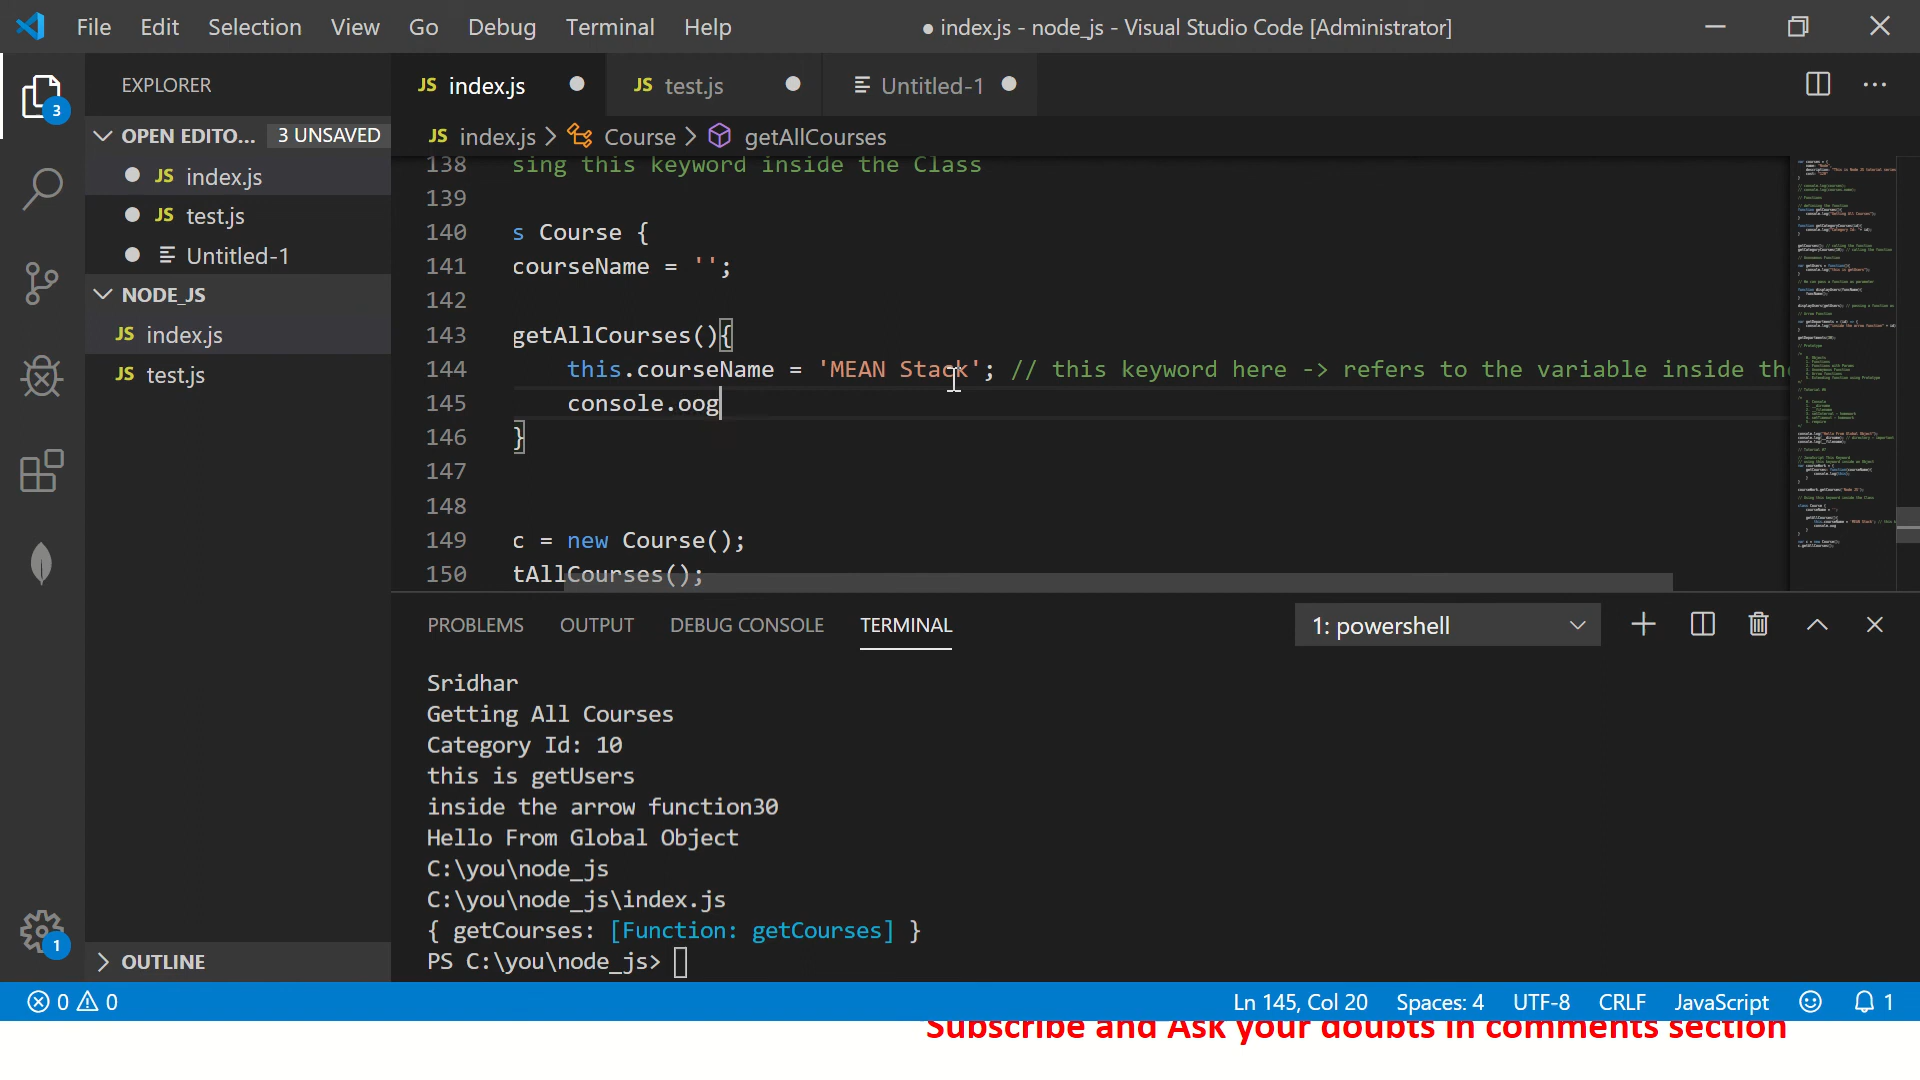 File Edit Selection View Go Debug Terminal Help
● index.js - node_js - Visual Studio Code [Administrator]
EXPLORER
JS index.js
JS test.js
Untitled-1
3
OPEN EDITO... 3 UNSAVED
JS index.js > Course > getAllCourses
JS index.js
JS test.js
Untitled-1
NODE_JS
JS index.js
JS test.js
OUTLINE
1
138 sing this keyword inside the Class
139
140 s Course {
141 courseName = '';
142
143 getAllCourses(){
144 this.courseName = 'MEAN Stack'; // this keyword here -> refers to the variable inside the
145 console.oog
146 }
147
148
149 c = new Course();
150 tAllCourses();
PROBLEMS OUTPUT DEBUG CONSOLE TERMINAL 1: powershell
Sridhar
Getting All Courses
Category Id: 10
this is getUsers
inside the arrow function30
Hello From Global Object
C:\you\node_js
C:\you\node_js\index.js
{ getCourses: [Function: getCourses] }
PS C:\you\node_js>
0 0 Ln 145, Col 20 Spaces: 4 UTF-8 CRLF JavaScript 1
Subscribe and Ask your doubts in comments section